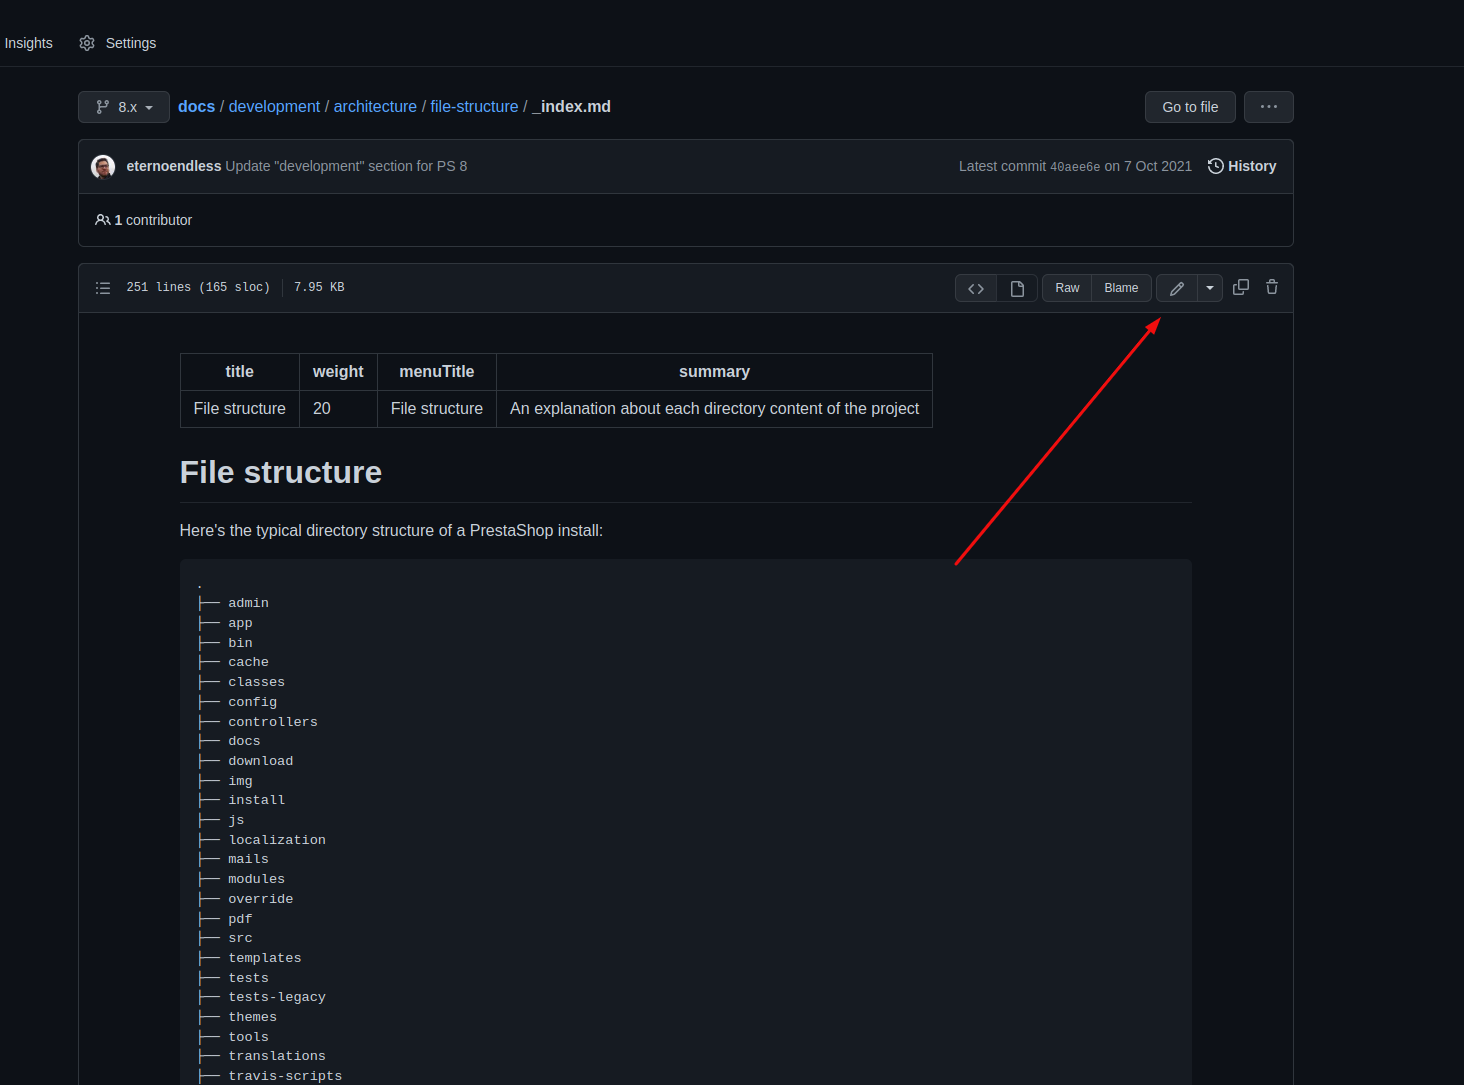 Insights Settings
8.x docs / development / architecture / file-structure / _index.md Go to file
eternoendless Update "development" section for PS 8 Latest commit 40aee6e on 7 Oct 2021 History
1 contributor
251 lines (165 sloc) 7.95 KB Raw Blame
title weight menuTitle summary
File structure 20 File structure An explanation about each directory content of the project
File structure
Here's the typical directory structure of a PrestaShop install:
.
├── admin
├── app
├── bin
├── cache
├── classes
├── config
├── controllers
├── docs
├── download
├── img
├── install
├── js
├── localization
├── mails
├── modules
├── override
├── pdf
├── src
├── templates
├── tests
├── tests-legacy
├── themes
├── tools
├── translations
├── travis-scripts